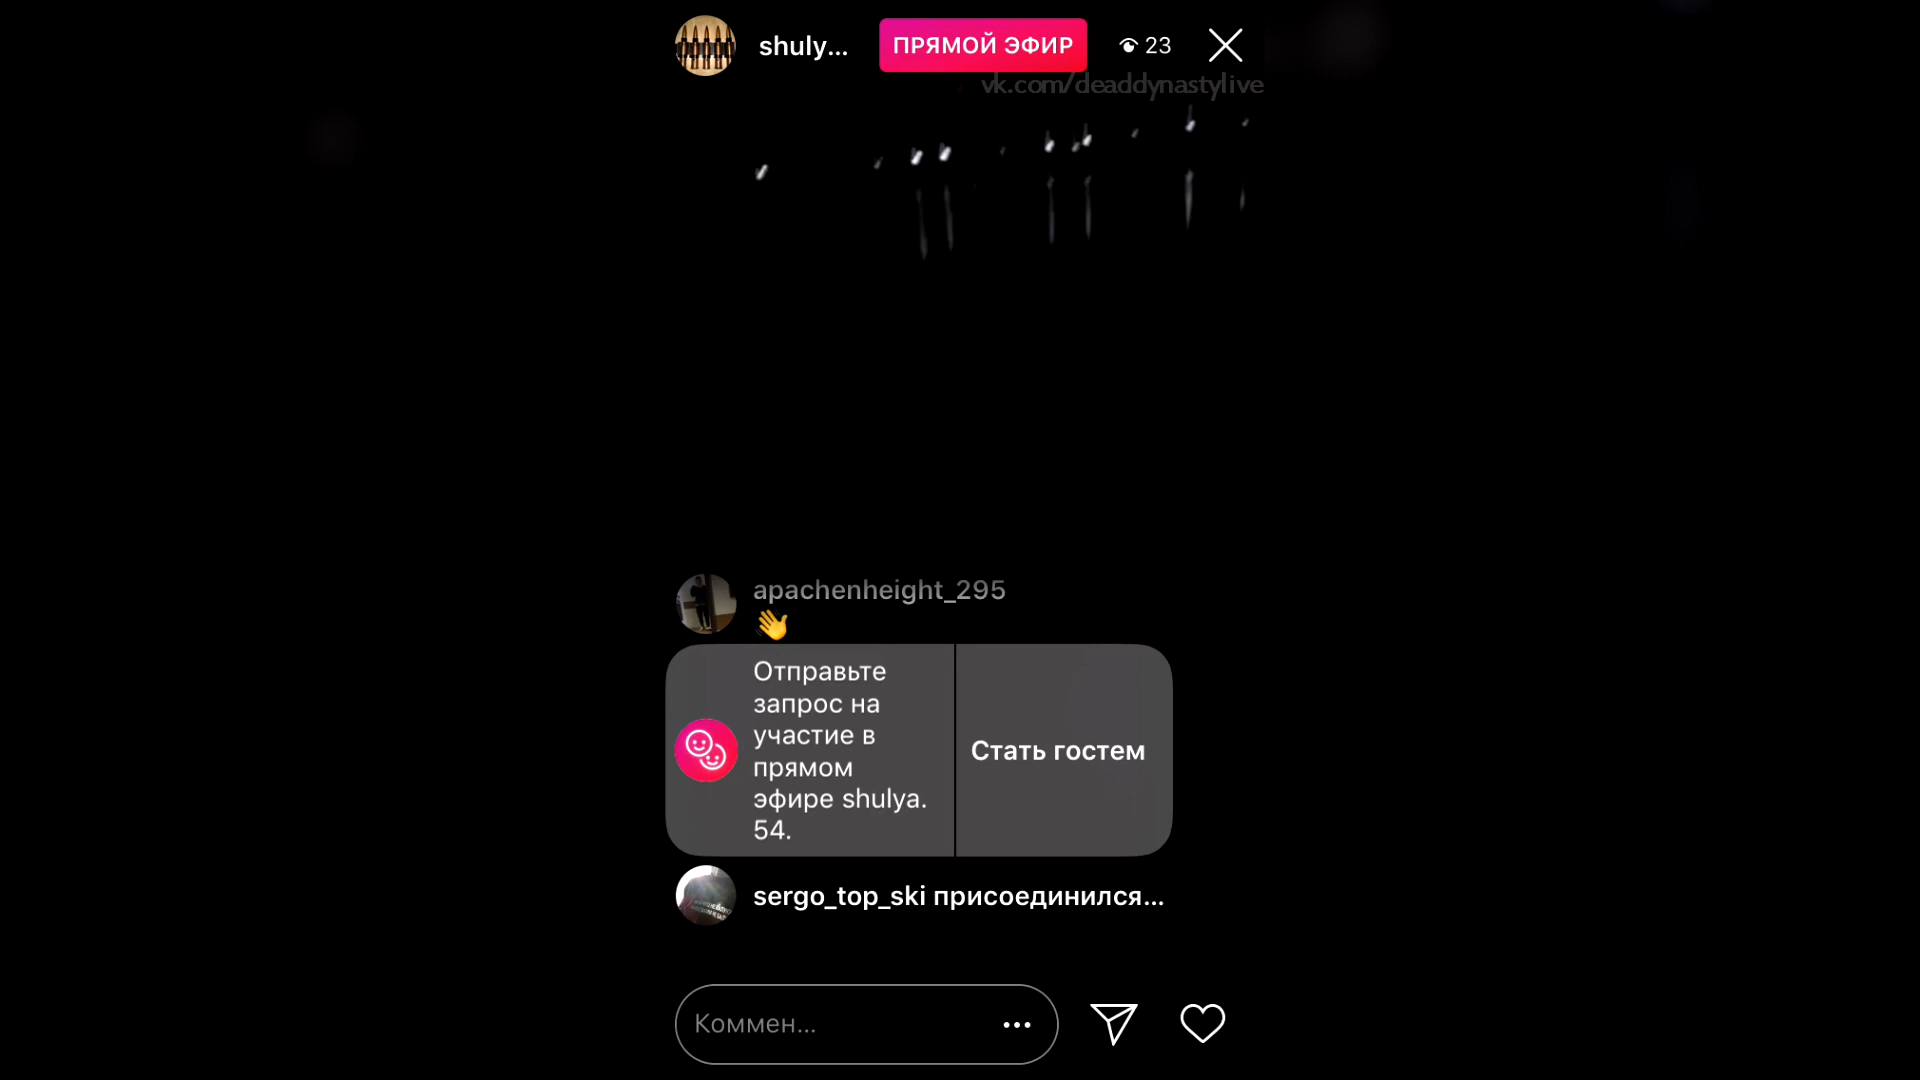 shuly...
ПРЯМОЙ ЭФИР
23
vk.com/deaddynastylive
apachenheight_295
👋
Отправьте
запрос на
участие в
прямом
эфире shulya.
54.
Стать гостем
sergo_top_ski присоединился...
Коммен...